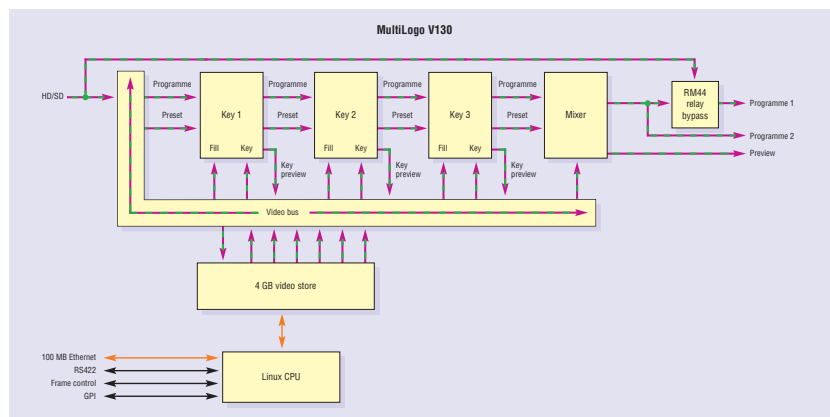 MultiLogo V130
HD/SD
Programme
Programme
Programme
Programme
Preset
Preset
Preset
Preset
Key 1
Key 2
Key 3
Mixer
RM44
relay
bypass
Programme 1
Programme 2
Preview
Fill Key
Fill Key
Fill Key
Key
preview
Key
preview
Key
preview
Video bus
4 GB video store
100 MB Ethernet
RS422
Frame control
GPI
Linux CPU